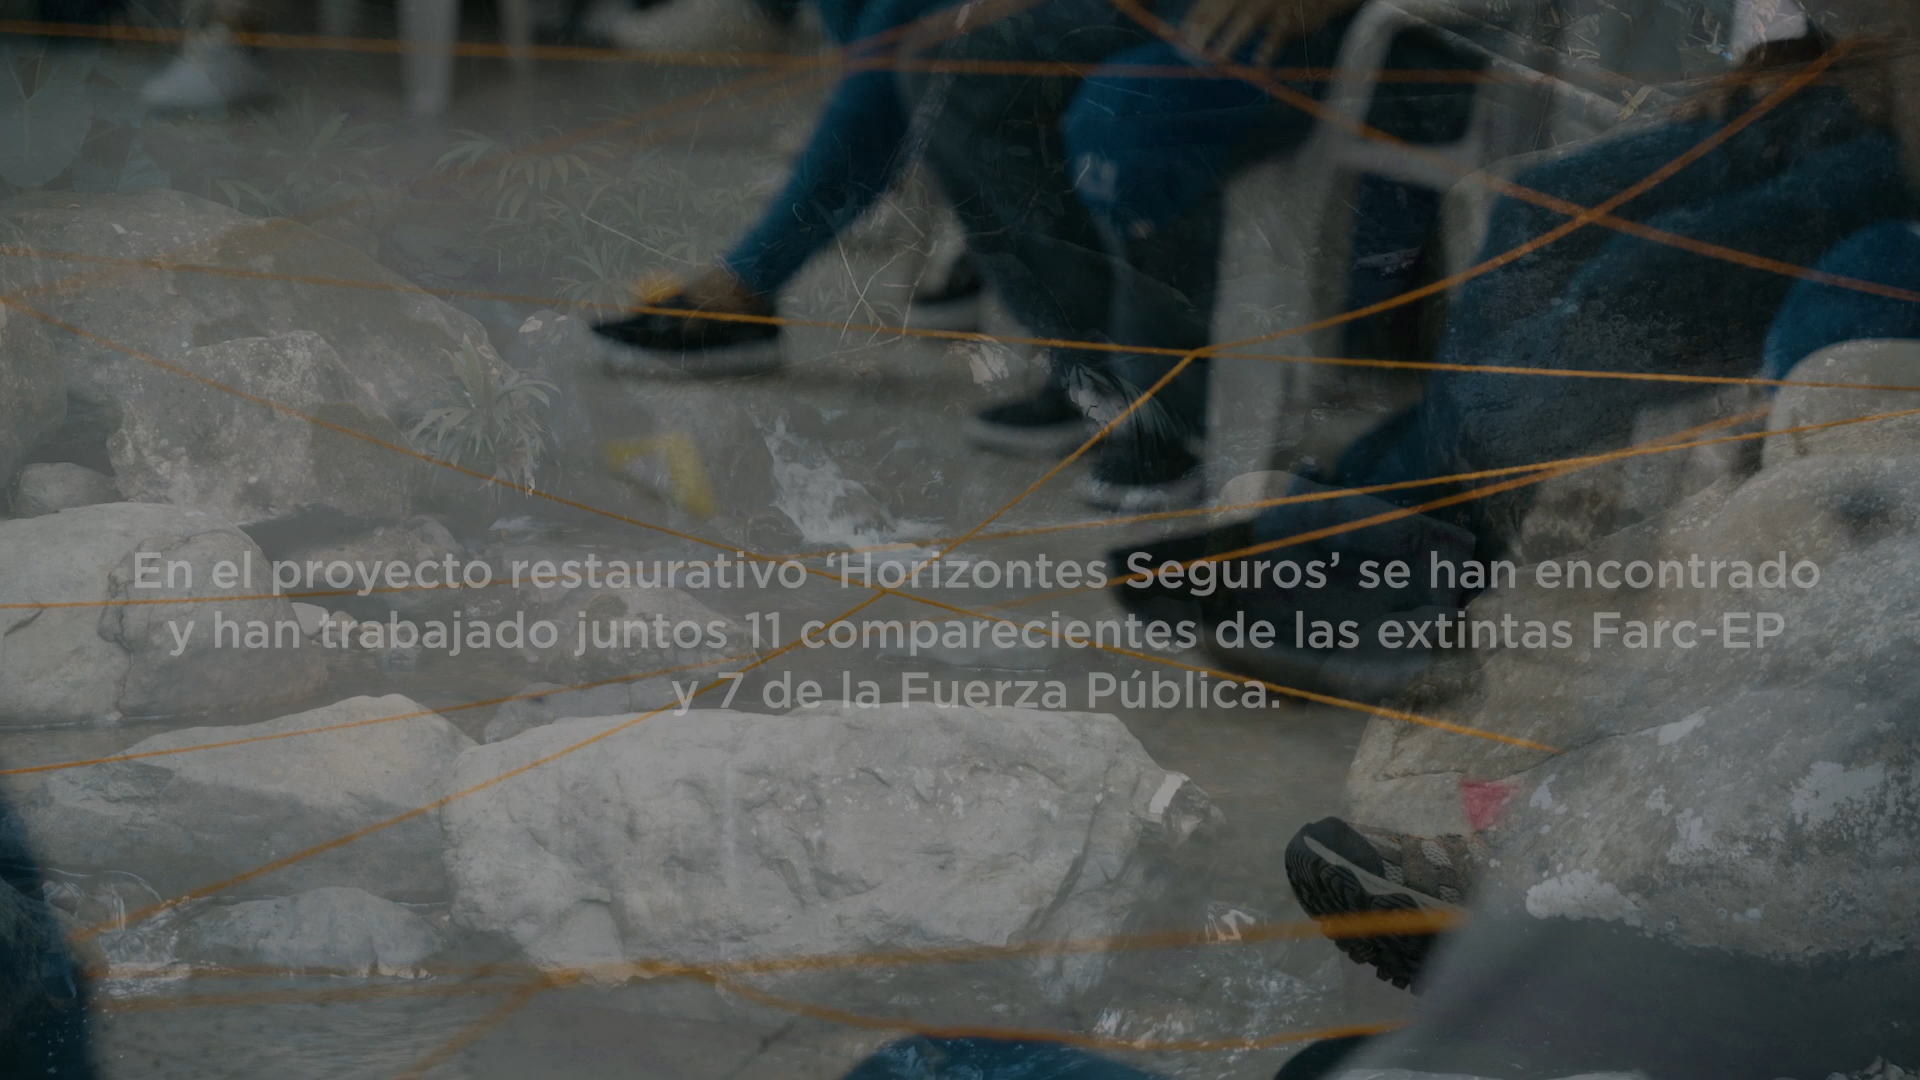 En el proyecto restaurativo ‘Horizontes Seguros’ se han encontrado
y han trabajado juntos 11 comparecientes de las extintas Farc-EP
y 7 de la Fuerza Pública.